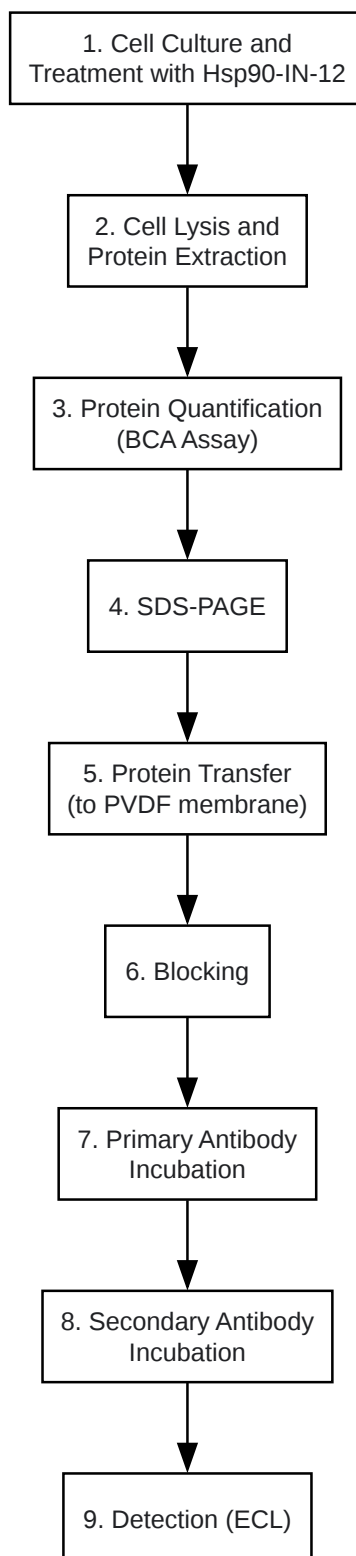 1. Cell Culture and
Treatment with Hsp90-IN-12
2. Cell Lysis and
Protein Extraction
3. Protein Quantification
(BCA Assay)
4. SDS-PAGE
5. Protein Transfer
(to PVDF membrane)
6. Blocking
7. Primary Antibody
Incubation
8. Secondary Antibody
Incubation
9. Detection (ECL)